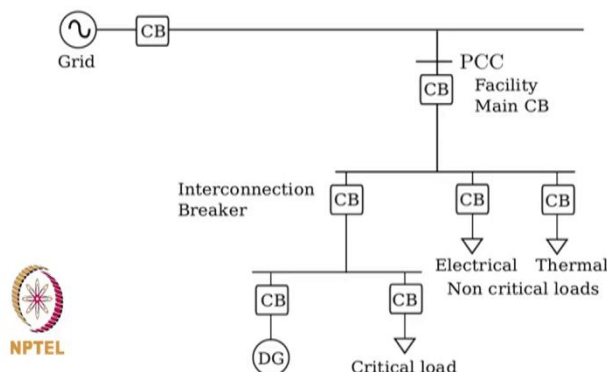 CB
Grid
PCC
CB
Facility
Main CB
Interconnection
Breaker
CB
CB
CB
Electrical
Thermal
Non critical loads
CB
CB
DG
Critical load
NPTEL